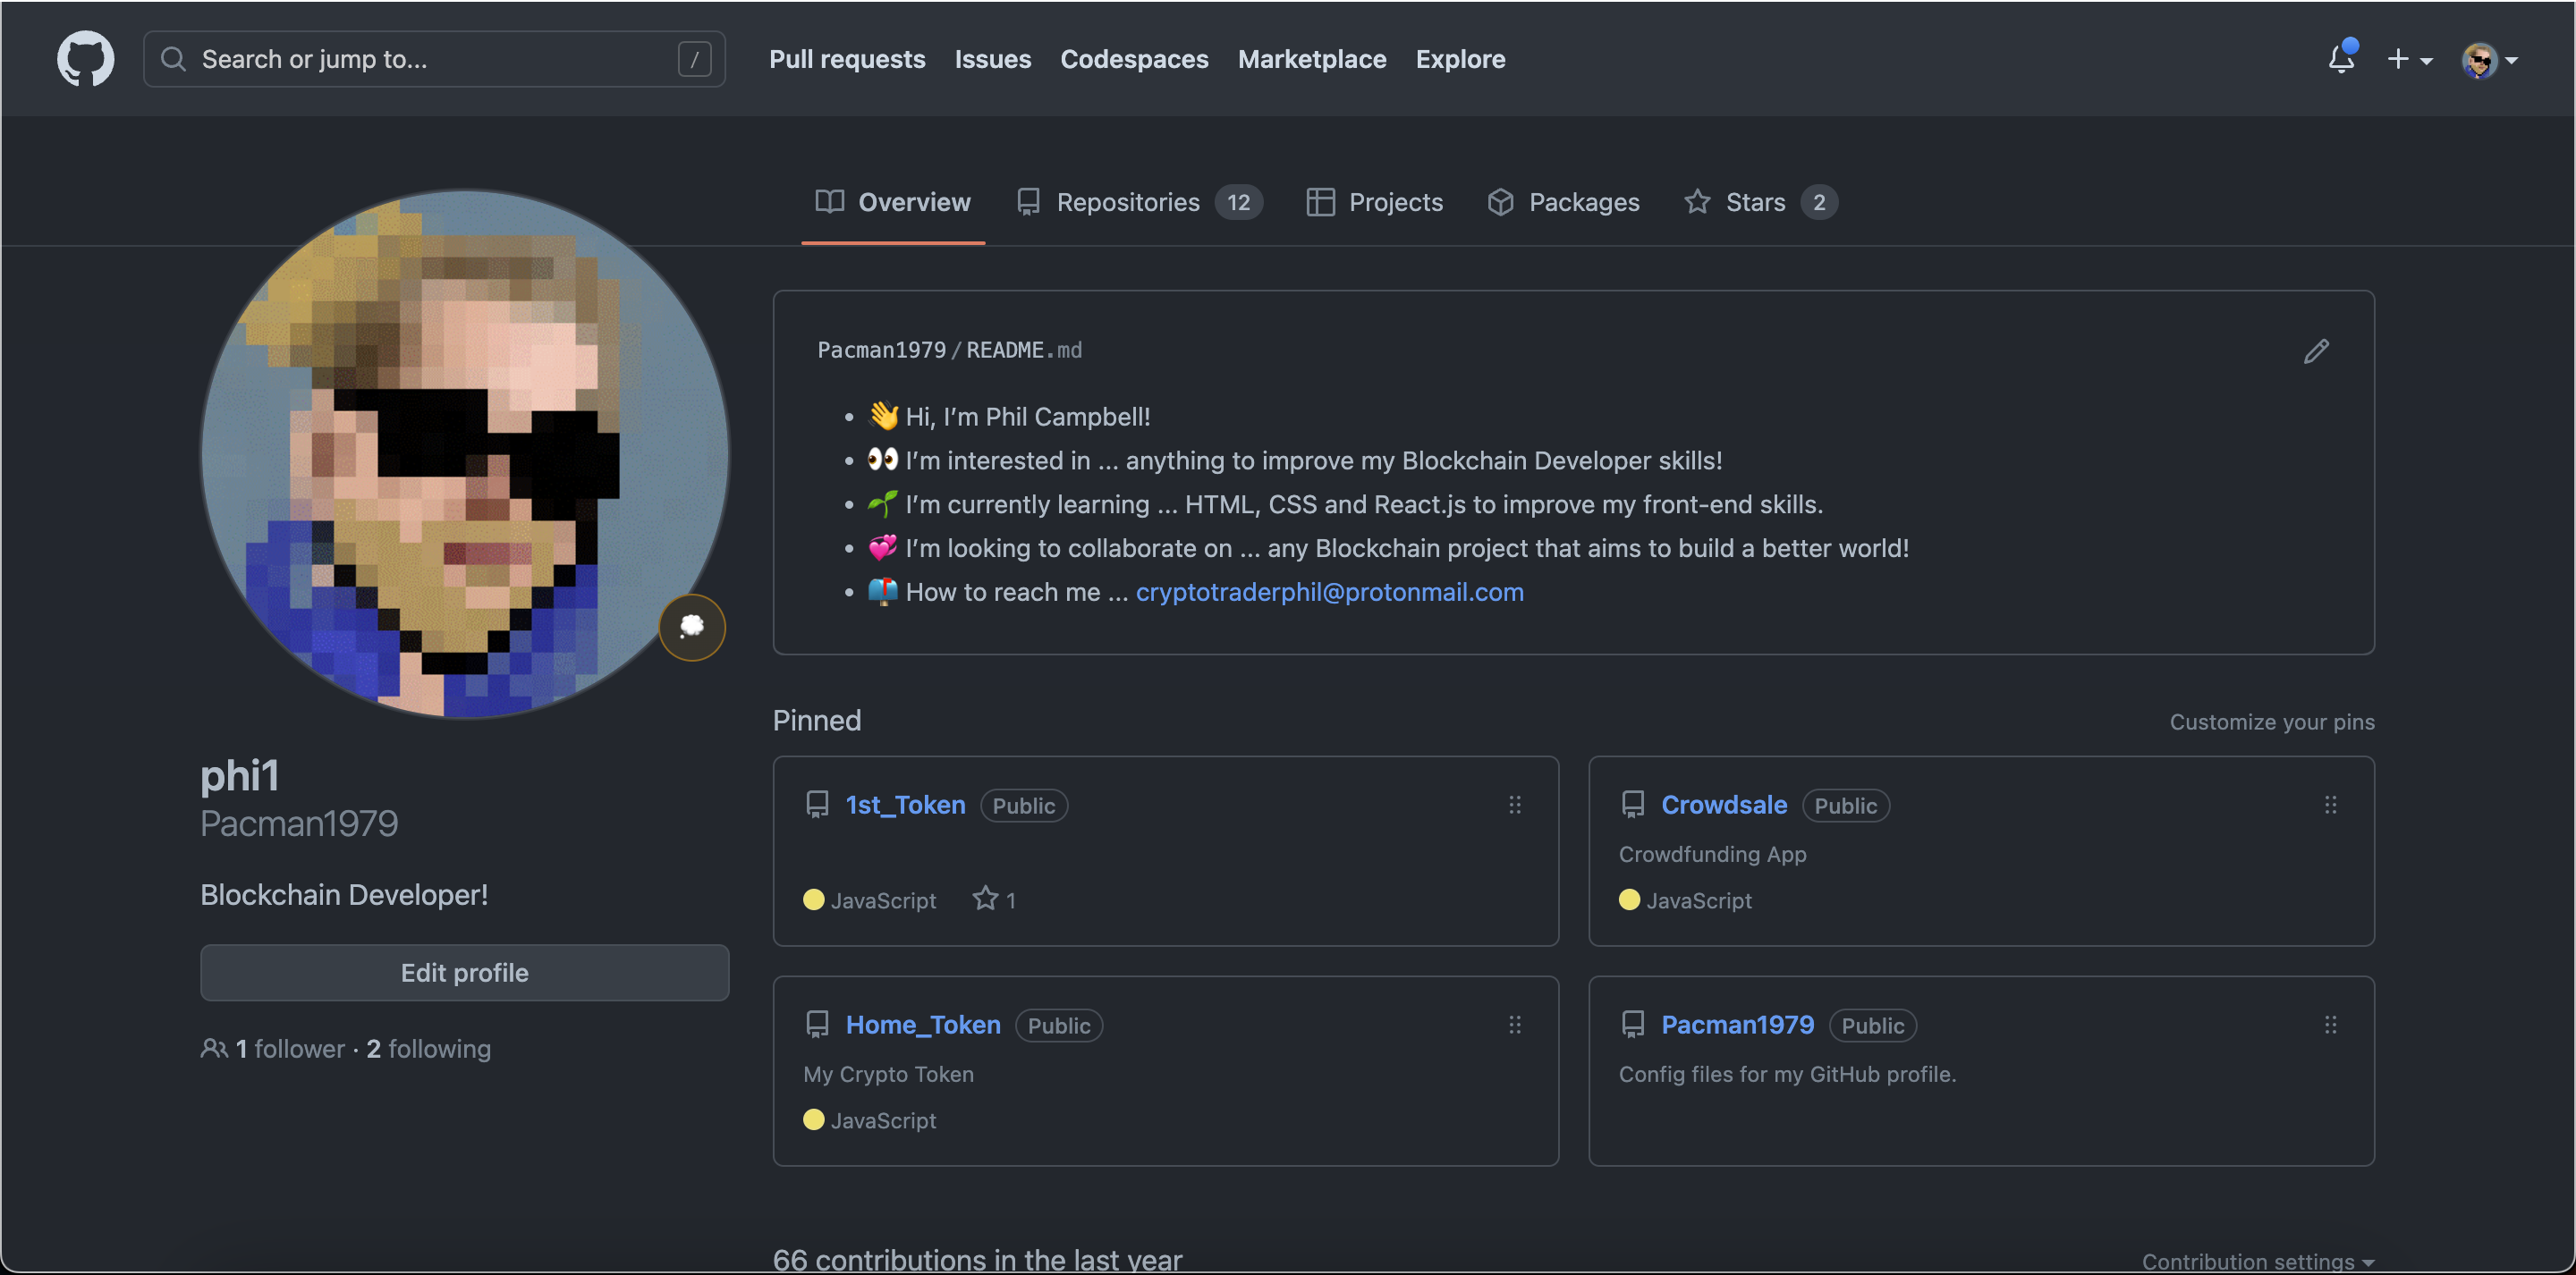 Search or jump to...
/
Pull requests
Issues
Codespaces
Marketplace
Explore
Overview
Repositories 12
Projects
Packages
Stars 2
Pacman1979/README.md
👋 Hi, I’m Phil Campbell!
👀 I’m interested in ... anything to improve my Blockchain Developer skills!
🌱 I’m currently learning ... HTML, CSS and React.js to improve my front-end skills.
💞️ I’m looking to collaborate on ... any Blockchain project that aims to build a better world!
📫 How to reach me ... cryptotraderphil@protonmail.com
phi1
Pacman1979
Blockchain Developer!
Edit profile
1 follower · 2 following
Pinned
Customize your pins
1st_Token Public
JavaScript 1
Crowdsale Public
Crowdfunding App
JavaScript
Home_Token Public
My Crypto Token
JavaScript
Pacman1979 Public
Config files for my GitHub profile.
66 contributions in the last year
Contribution settings